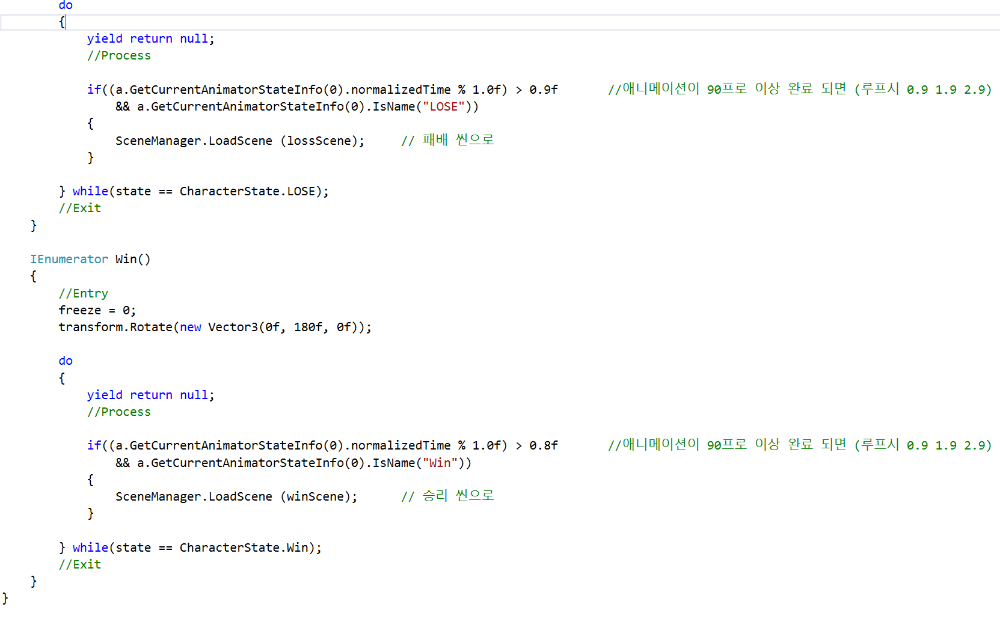 do
{
yield return null;
//Process
if((a.GetCurrentAnimatorStateInfo(0).normalizedTime % 1.0f) > 0.9f //애니메이션이 90프로 이상 완료 되면 (루프시 0.9 1.9 2.9)
&& a.GetCurrentAnimatorStateInfo(0).IsName("LOSE"))
{
SceneManager.LoadScene (lossScene); // 패배 씬으로
}
} while(state == CharacterState.LOSE);
//Exit
}
IEnumerator Win()
{
//Entry
freeze = 0;
transform.Rotate(new Vector3(0f, 180f, 0f));
do
{
yield return null;
//Process
if((a.GetCurrentAnimatorStateInfo(0).normalizedTime % 1.0f) > 0.8f //애니메이션이 90프로 이상 완료 되면 (루프시 0.9 1.9 2.9)
&& a.GetCurrentAnimatorStateInfo(0).IsName("Win"))
{
SceneManager.LoadScene (winScene); // 승리 씬으로
}
} while(state == CharacterState.Win);
//Exit
}
}